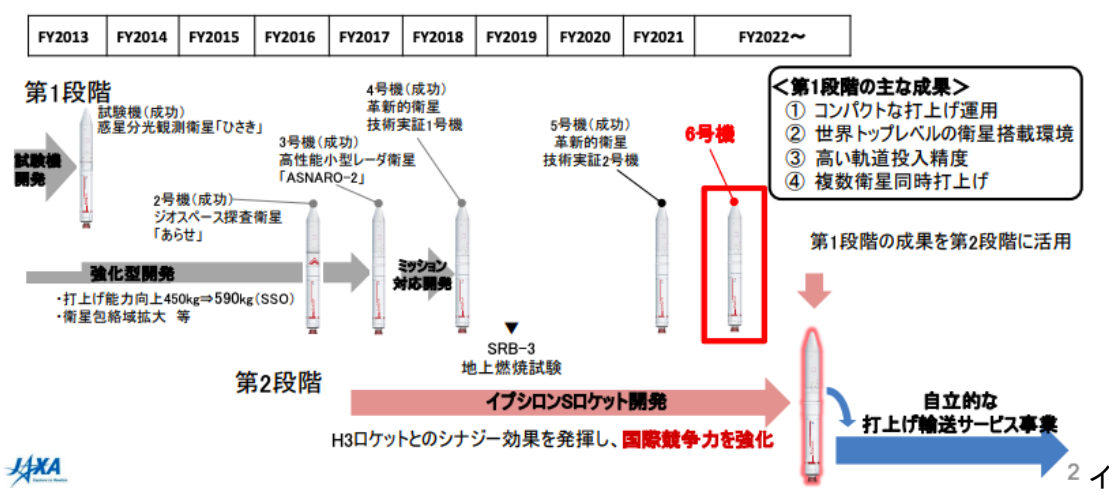 FY2013 FY2014 FY2015 FY2016 FY2017 FY2018 FY2019 FY2020 FY2021 FY2022～
第1段階
試験機(成功)
惑星分光観測衛星「ひさき」
試験機
開発
2号機(成功)
ジオスペース探査衛星
「あらせ」
3号機(成功)
高性能小型レーダ衛星
「ASNARO-2」
4号機(成功)
革新的衛星
技術実証1号機
5号機(成功)
革新的衛星
技術実証2号機
6号機
＜第1段階の主な成果＞
① コンパクトな打上げ運用
② 世界トップレベルの衛星搭載環境
③ 高い軌道投入精度
④ 複数衛星同時打上げ
第1段階の成果を第2段階に活用
強化型開発
・打上げ能力向上450kg⇒590kg(SSO)
・衛星包絡域拡大 等
ミッション
対応開発
▼
SRB-3
地上燃焼試験
第2段階
イプシロンSロケット開発
H3ロケットとのシナジー効果を発揮し、国際競争力を強化
自立的な
打上げ輸送サービス事業
JAXA
2 イ